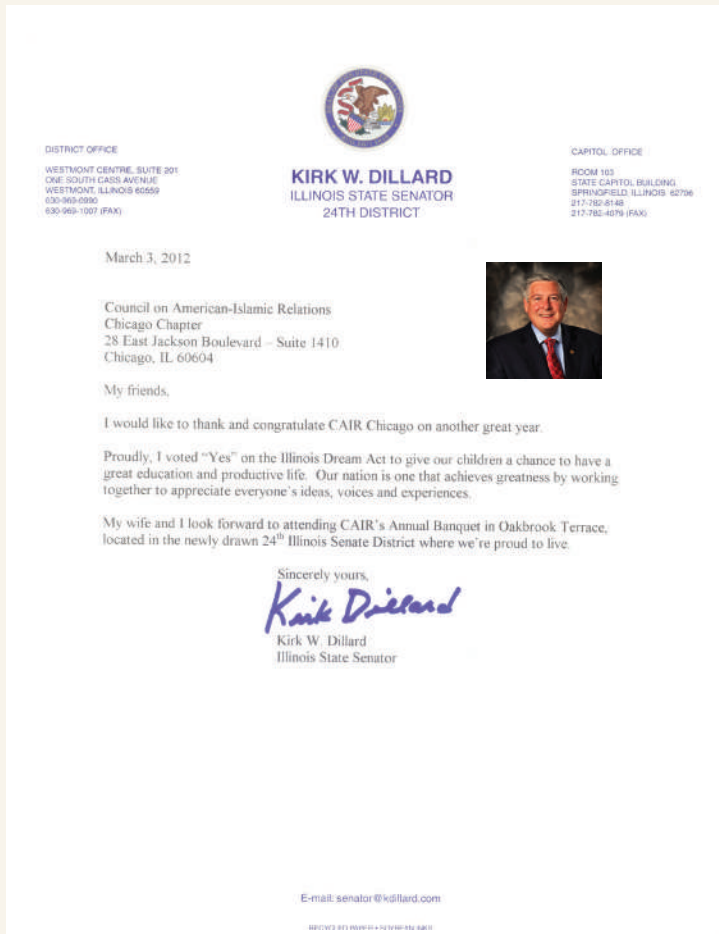 DISTRICT OFFICE
WESTMONT CENTRE, SUITE 201
ONE SOUTH CASS AVENUE
WESTMONT, ILLINOIS 60559
630-969-0990
630-969-1007 (FAX)
KIRK W. DILLARD
ILLINOIS STATE SENATOR
24TH DISTRICT
CAPITOL OFFICE
ROOM 103
STATE CAPITOL BUILDING
SPRINGFIELD, ILLINOIS 62706
217-782-8148
217-782-4079 (FAX)
March 3, 2012
Council on American-Islamic Relations
Chicago Chapter
28 East Jackson Boulevard – Suite 1410
Chicago, IL 60604
My friends,
I would like to thank and congratulate CAIR Chicago on another great year.
Proudly, I voted “Yes” on the Illinois Dream Act to give our children a chance to have a
great education and productive life. Our nation is one that achieves greatness by working
together to appreciate everyone’s ideas, voices and experiences.
My wife and I look forward to attending CAIR’s Annual Banquet in Oakbrook Terrace,
located in the newly drawn 24th Illinois Senate District where we’re proud to live.
Sincerely yours,
Kirk Dillard
Kirk W. Dillard
Illinois State Senator
E-mail: senator@kdillard.com
RECYCLED PAPER • SOYBEAN INKS